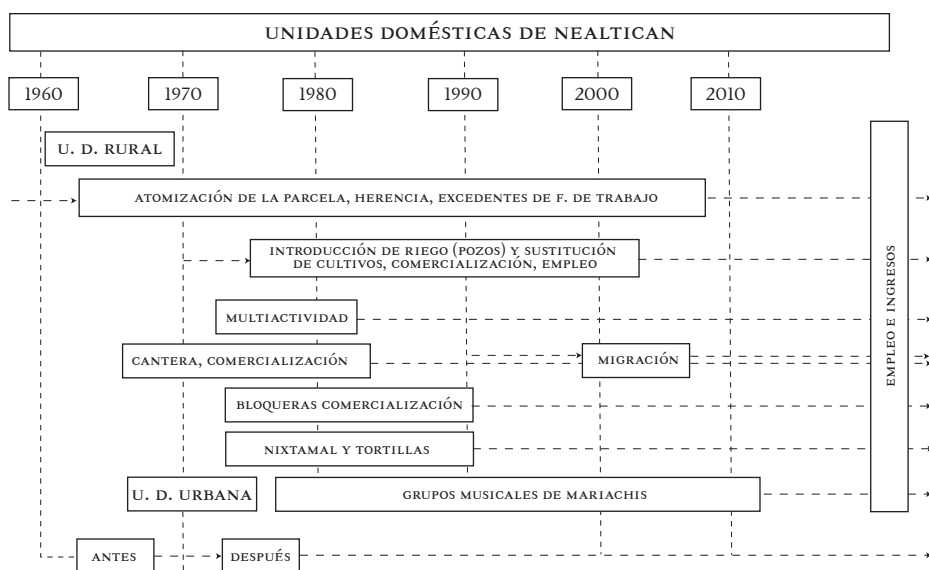 UNIDADES DOMÉSTICAS DE NEALTICAN
1960
1970
1980
1990
2000
2010
U. D. RURAL
ATOMIZACIÓN DE LA PARCELA, HERENCIA, EXCEDENTES DE F. DE TRABAJO
INTRODUCCIÓN DE RIEGO (POZOS) Y SUSTITUCIÓN
DE CULTIVOS, COMERCIALIZACIÓN, EMPLEO
MULTIACTIVIDAD
CANTERA, COMERCIALIZACIÓN
MIGRACIÓN
BLOQUERAS COMERCIALIZACIÓN
NIXTAMAL Y TORTILLAS
U. D. URBANA
GRUPOS MUSICALES DE MARIACHIS
ANTES
DESPUÉS
EMPLEO E INGRESOS